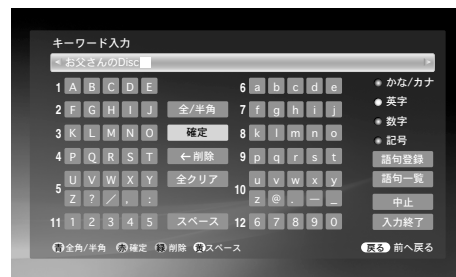 キーワード入力
お父さんのDisc
1 A B C D E 6 a b c d e かな/カナ
2 F G H I J 全/半角 7 f g h i j 英字
3 K L M N O 確定 8 k l m n o 数字
記号
4 P Q R S T ←削除 9 p q r s t 語句登録
5 U V W X Y 全クリア 10 u v w x y 語句一覧
Z ? / . : z @ . — _ 中止
11 1 2 3 4 5 スペース 12 6 7 8 9 0 入力終了
青 全角/半角 赤 確定 緑 削除 黄 スペース 戻る 前へ戻る